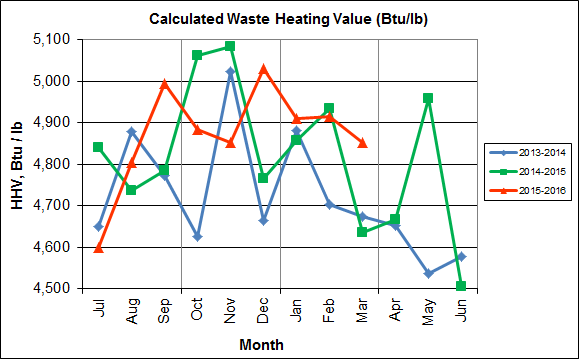 Calculated Waste Heating Value (Btu/lb)
5,100
5,000
4,900
4,800
4,700
4,600
4,500
HHV, Btu / lb
Jul
Aug
Sep
Oct
Nov
Dec
Jan
Feb
Mar
Apr
May
Jun
Month
2013-2014
2014-2015
2015-2016